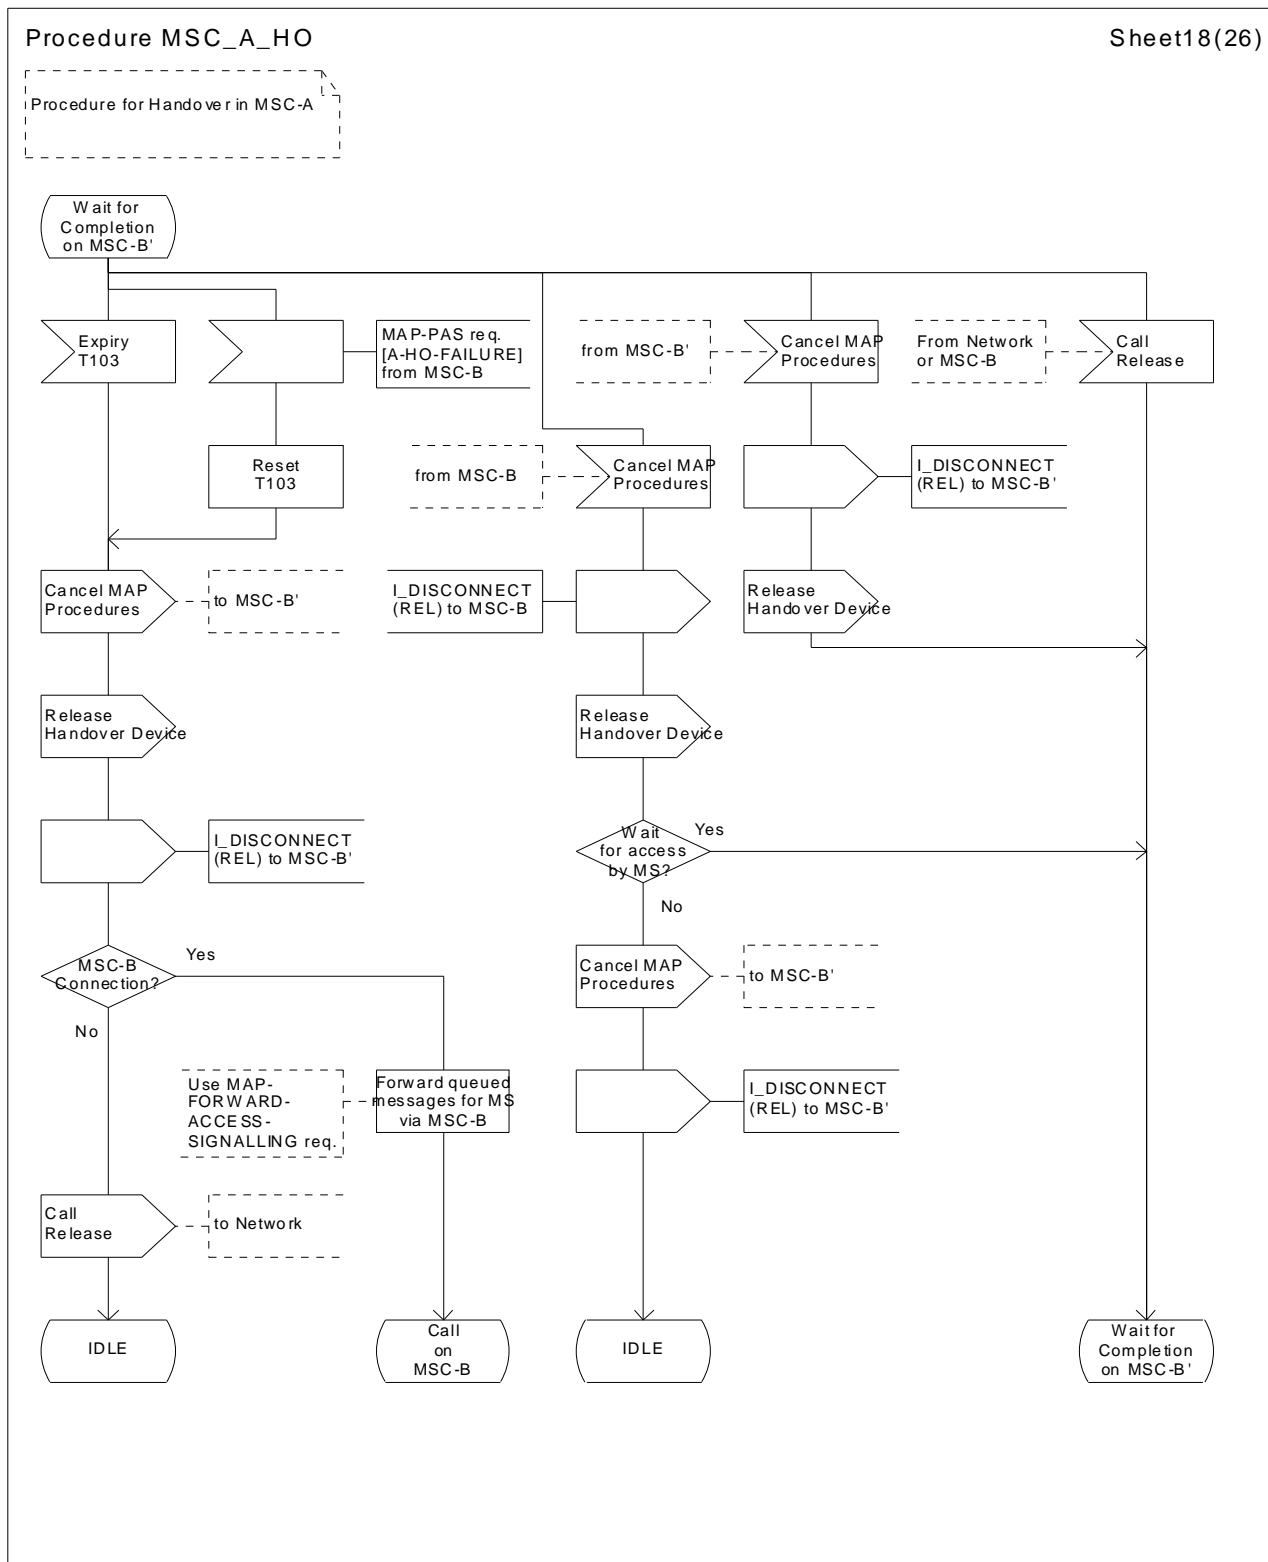 Procedure MSC_A_HO
Sheet18(26)
Procedure for Handover in MSC-A
Wait for
Completion
on MSC-B'
Expiry
T103
MAP-PAS req.
[A-HO-FAILURE]
from MSC-B
from MSC-B'
Cancel MAP
Procedures
From Network
or MSC-B
Call
Release
Reset
T103
from MSC-B
Cancel MAP
Procedures
I_DISCONNECT
(REL) to MSC-B'
Cancel MAP
Procedures
to MSC-B'
I_DISCONNECT
(REL) to MSC-B
Release
Handover Device
Release
Handover Device
Release
Handover Device
I_DISCONNECT
(REL) to MSC-B'
Wait
for access
by MS?
Yes
No
MSC-B
Connection?
Yes
No
Cancel MAP
Procedures
to MSC-B'
Use MAP-
FORWARD-
ACCESS-
SIGNALLING req.
Forward queued
messages for MS
via MSC-B
I_DISCONNECT
(REL) to MSC-B'
Call
Release
to Network
IDLE
Call
on
MSC-B
IDLE
Wait for
Completion
on MSC-B'